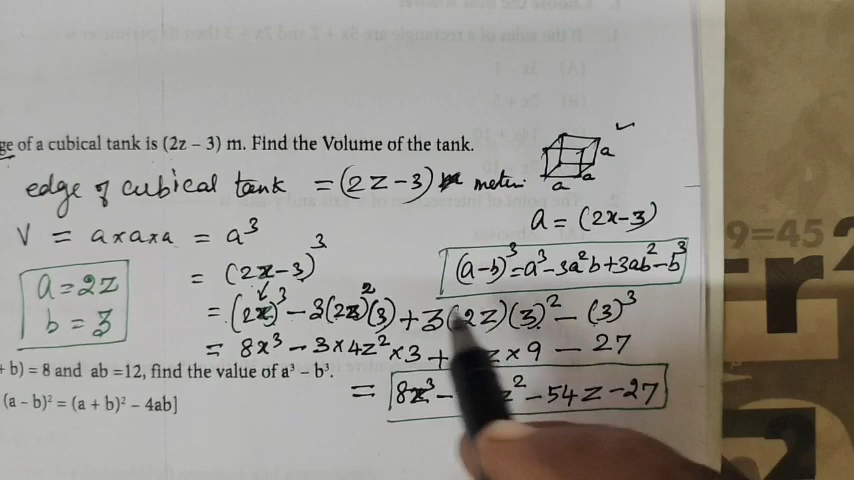 ge of a cubical tank is (2z – 3) m. Find the Volume of the tank.
edge of cubical tank = (2z-3) meter
a
a
a
a = (2x-3)
V = a×a×a = a³
= (2x-3)³
(a-b)³=a³-3a²b+3ab²-b³
a=2z
b=3
= (2z)³ - 3(2z)²(3) + 3(2z)(3)² - (3)³
= 8x³ - 3×4z²×3 + z×9 - 27
+ b) = 8 and ab =12, find the value of a³ – b³.
= 8z³ - z² - 54z - 27
(a – b)² = (a + b)² – 4ab]
9=45